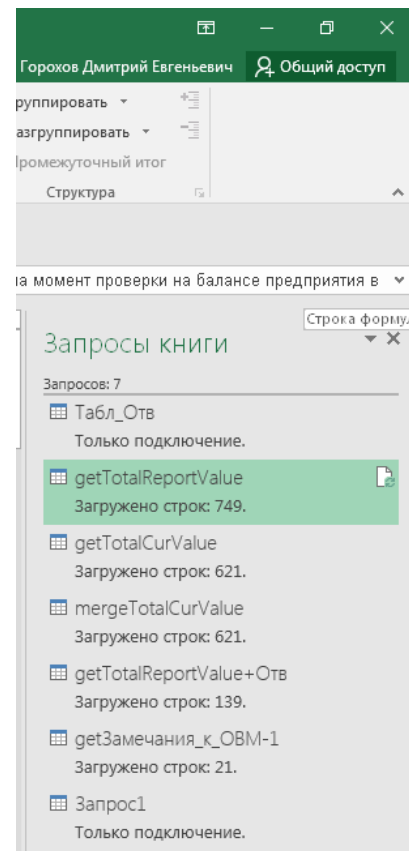 Горохов Дмитрий Евгеньевич Общий доступ
руппировать
азгруппировать
Промежуточный итог
Структура
на момент проверки на балансе предприятия в
Строка форму
Запросы книги
Запросов: 7
Табл_Отв
Только подключение.
getTotalReportValue
Загружено строк: 749.
getTotalCurValue
Загружено строк: 621.
mergeTotalCurValue
Загружено строк: 621.
getTotalReportValue+Отв
Загружено строк: 139.
getЗамечания_к_ОВМ-1
Загружено строк: 21.
Запрос1
Только подключение.